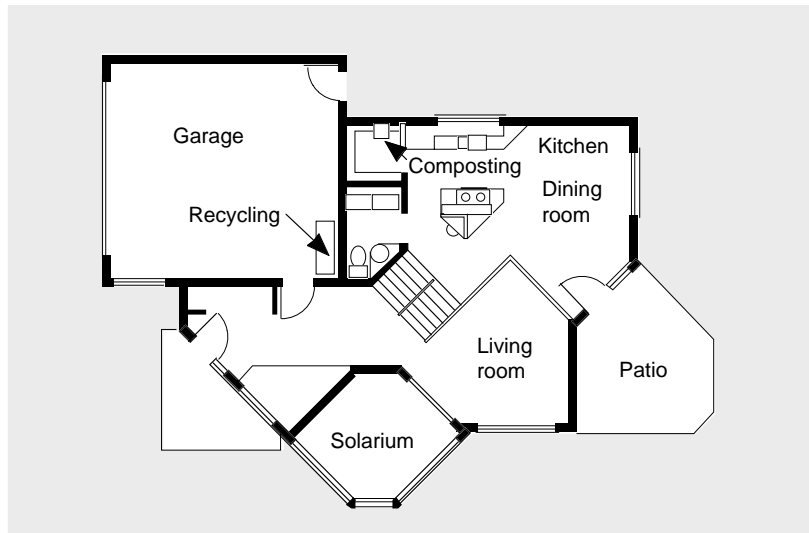 Garage
Kitchen
Composting
Dining
room
Recycling
Living
room
Patio
Solarium